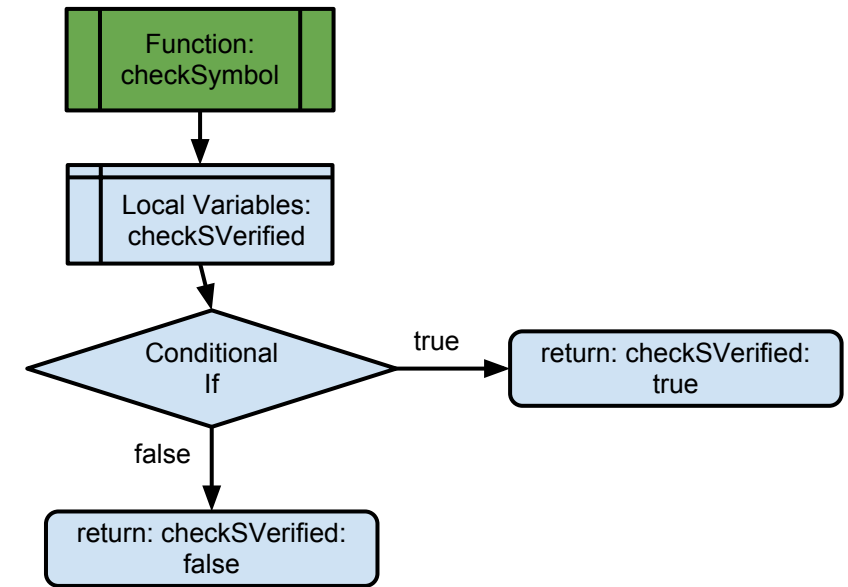 Function:
checkSymbol
Local Variables:
checkSVerified
Conditional
If
true
return: checkSVerified:
true
false
return: checkSVerified:
false